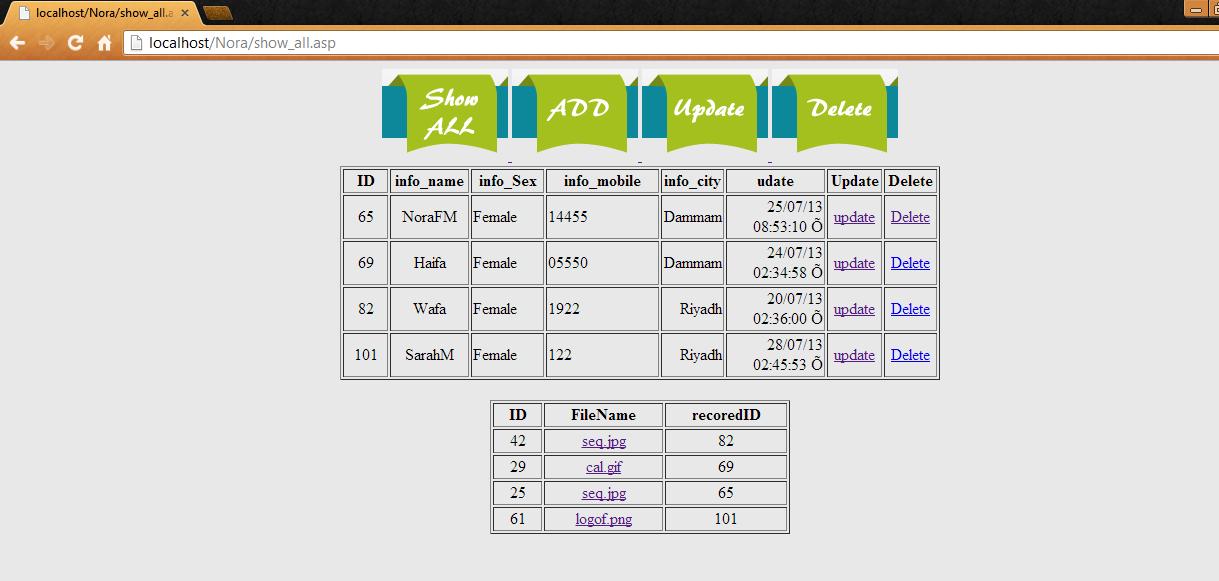 localhost/Nora/show_all.a
localhost/Nora/show_all.asp
Show ADD Update Delete
ALL
ID info_name info_Sex info_mobile info_city udate Update Delete
65 NoraFM Female 14455 Dammam 25/07/13 update Delete
08:53:10 Õ
69 Haifa Female 05550 Dammam 24/07/13 update Delete
02:34:58 Õ
82 Wafa Female 1922 Riyadh 20/07/13 update Delete
02:36:00 Õ
101 SarahM Female 122 Riyadh 28/07/13 update Delete
02:45:53 Õ
ID FileName recoredID
42 seq.jpg 82
29 cal.gif 69
25 seq.jpg 65
61 logof.png 101